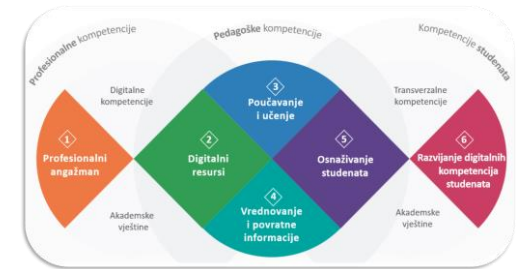 Profesionalne kompetencije
Pedagoške kompetencije
Kompetencije studenata
Digitalne
kompetencije
Transverzalne
kompetencije
1
Profesionalni
angažman
2
Digitalni
resursi
3
Poučavanje
i učenje
4
Vrednovanje
i povratne
informacije
5
Osnaživanje
studenata
6
Razvijanje digitalnih
kompetencija
studenata
Akademske
vještine
Akademske
vještine